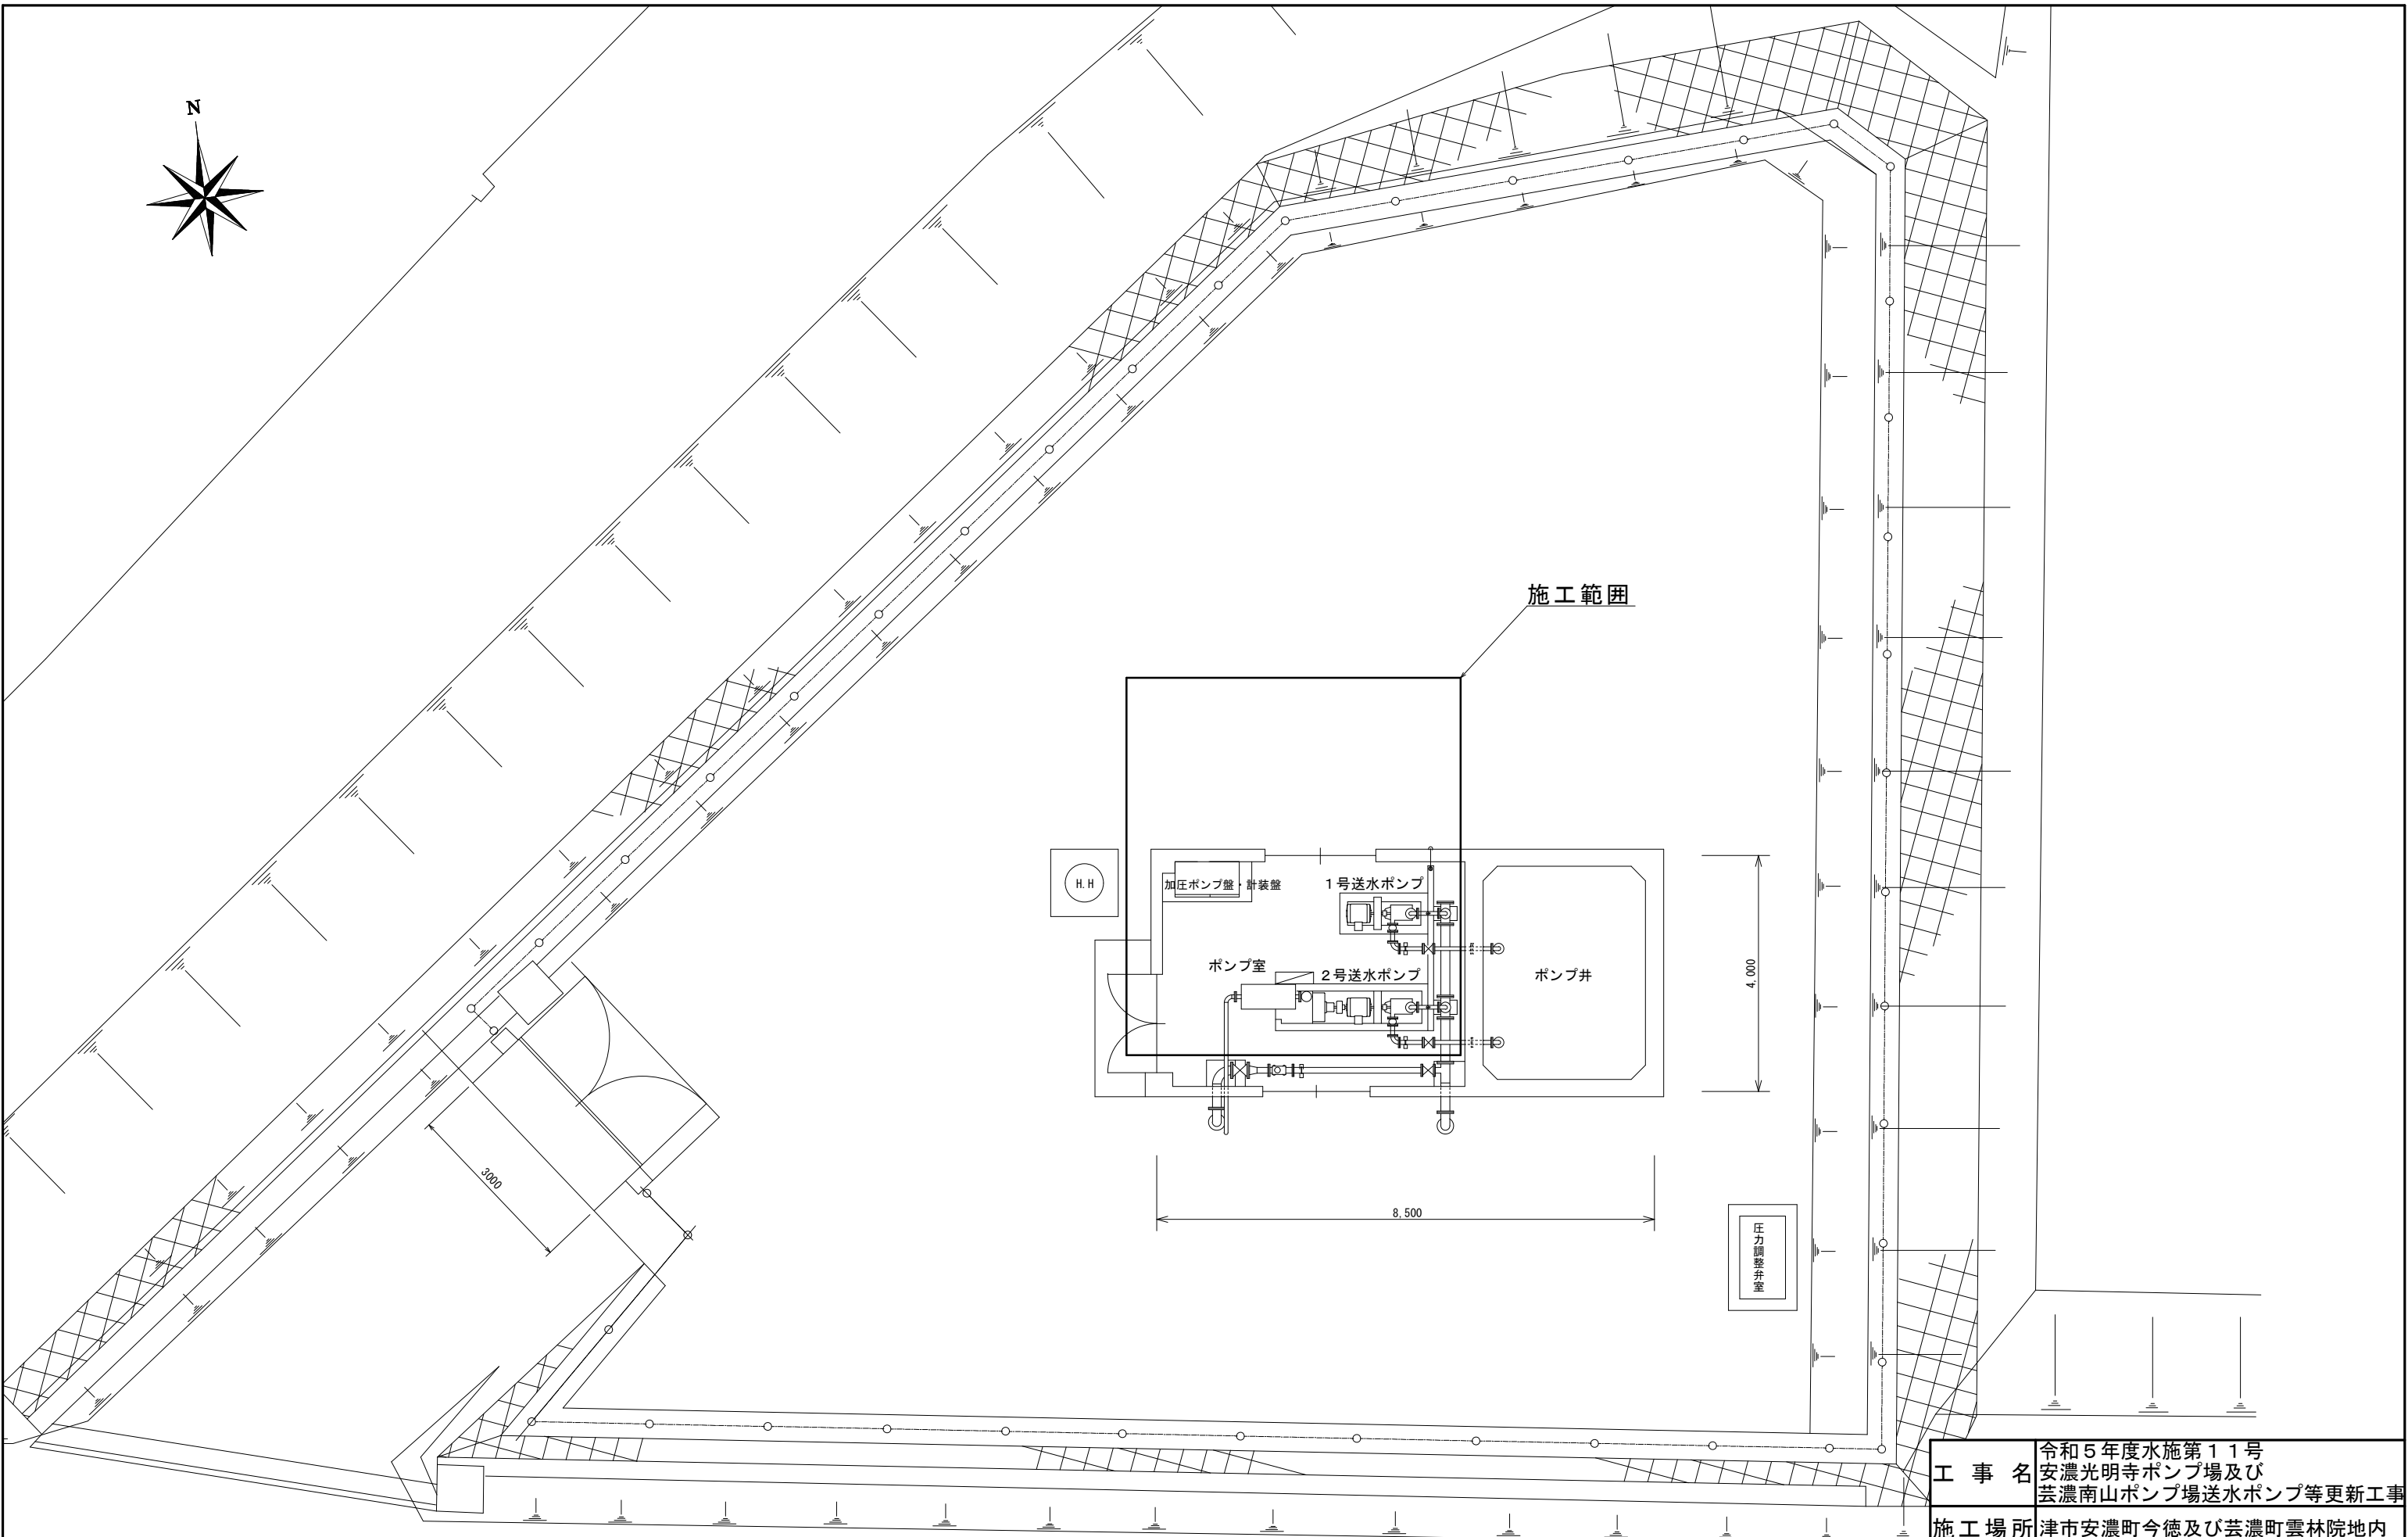 N
施工範囲
H.H
加圧ポンプ盤・計装盤
1号送水ポンプ
ポンプ室
2号送水ポンプ
ポンプ井
4,000
3000
8,500
圧力調整弁室
工事名
令和5年度水施第11号
安濃光明寺ポンプ場及び
芸濃南山ポンプ場送水ポンプ等更新工事
施工場所
津市安濃町今徳及び芸濃町雲林院地内